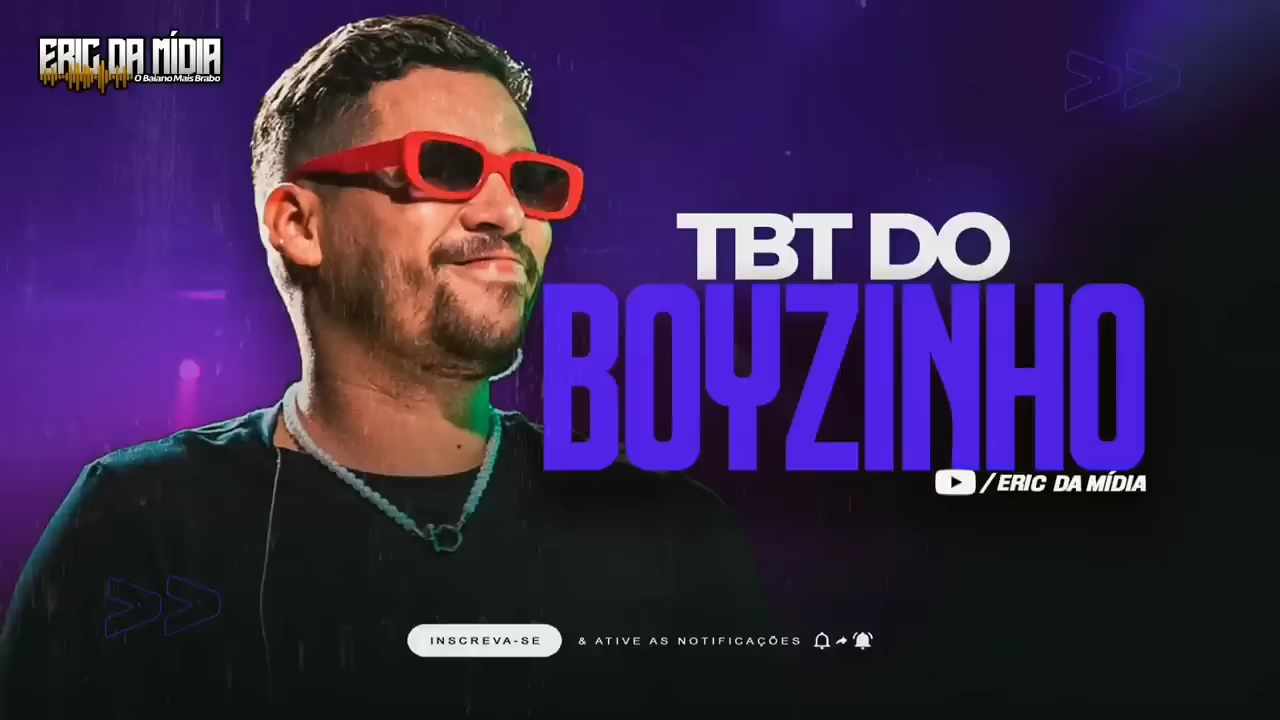 ERIC DA MÍDIA
O Baiano Mais Brabo
TBT DO
BOYZINHO
/ERIC DA MÍDIA
INSCREVA-SE & ATIVE AS NOTIFICAÇÕES